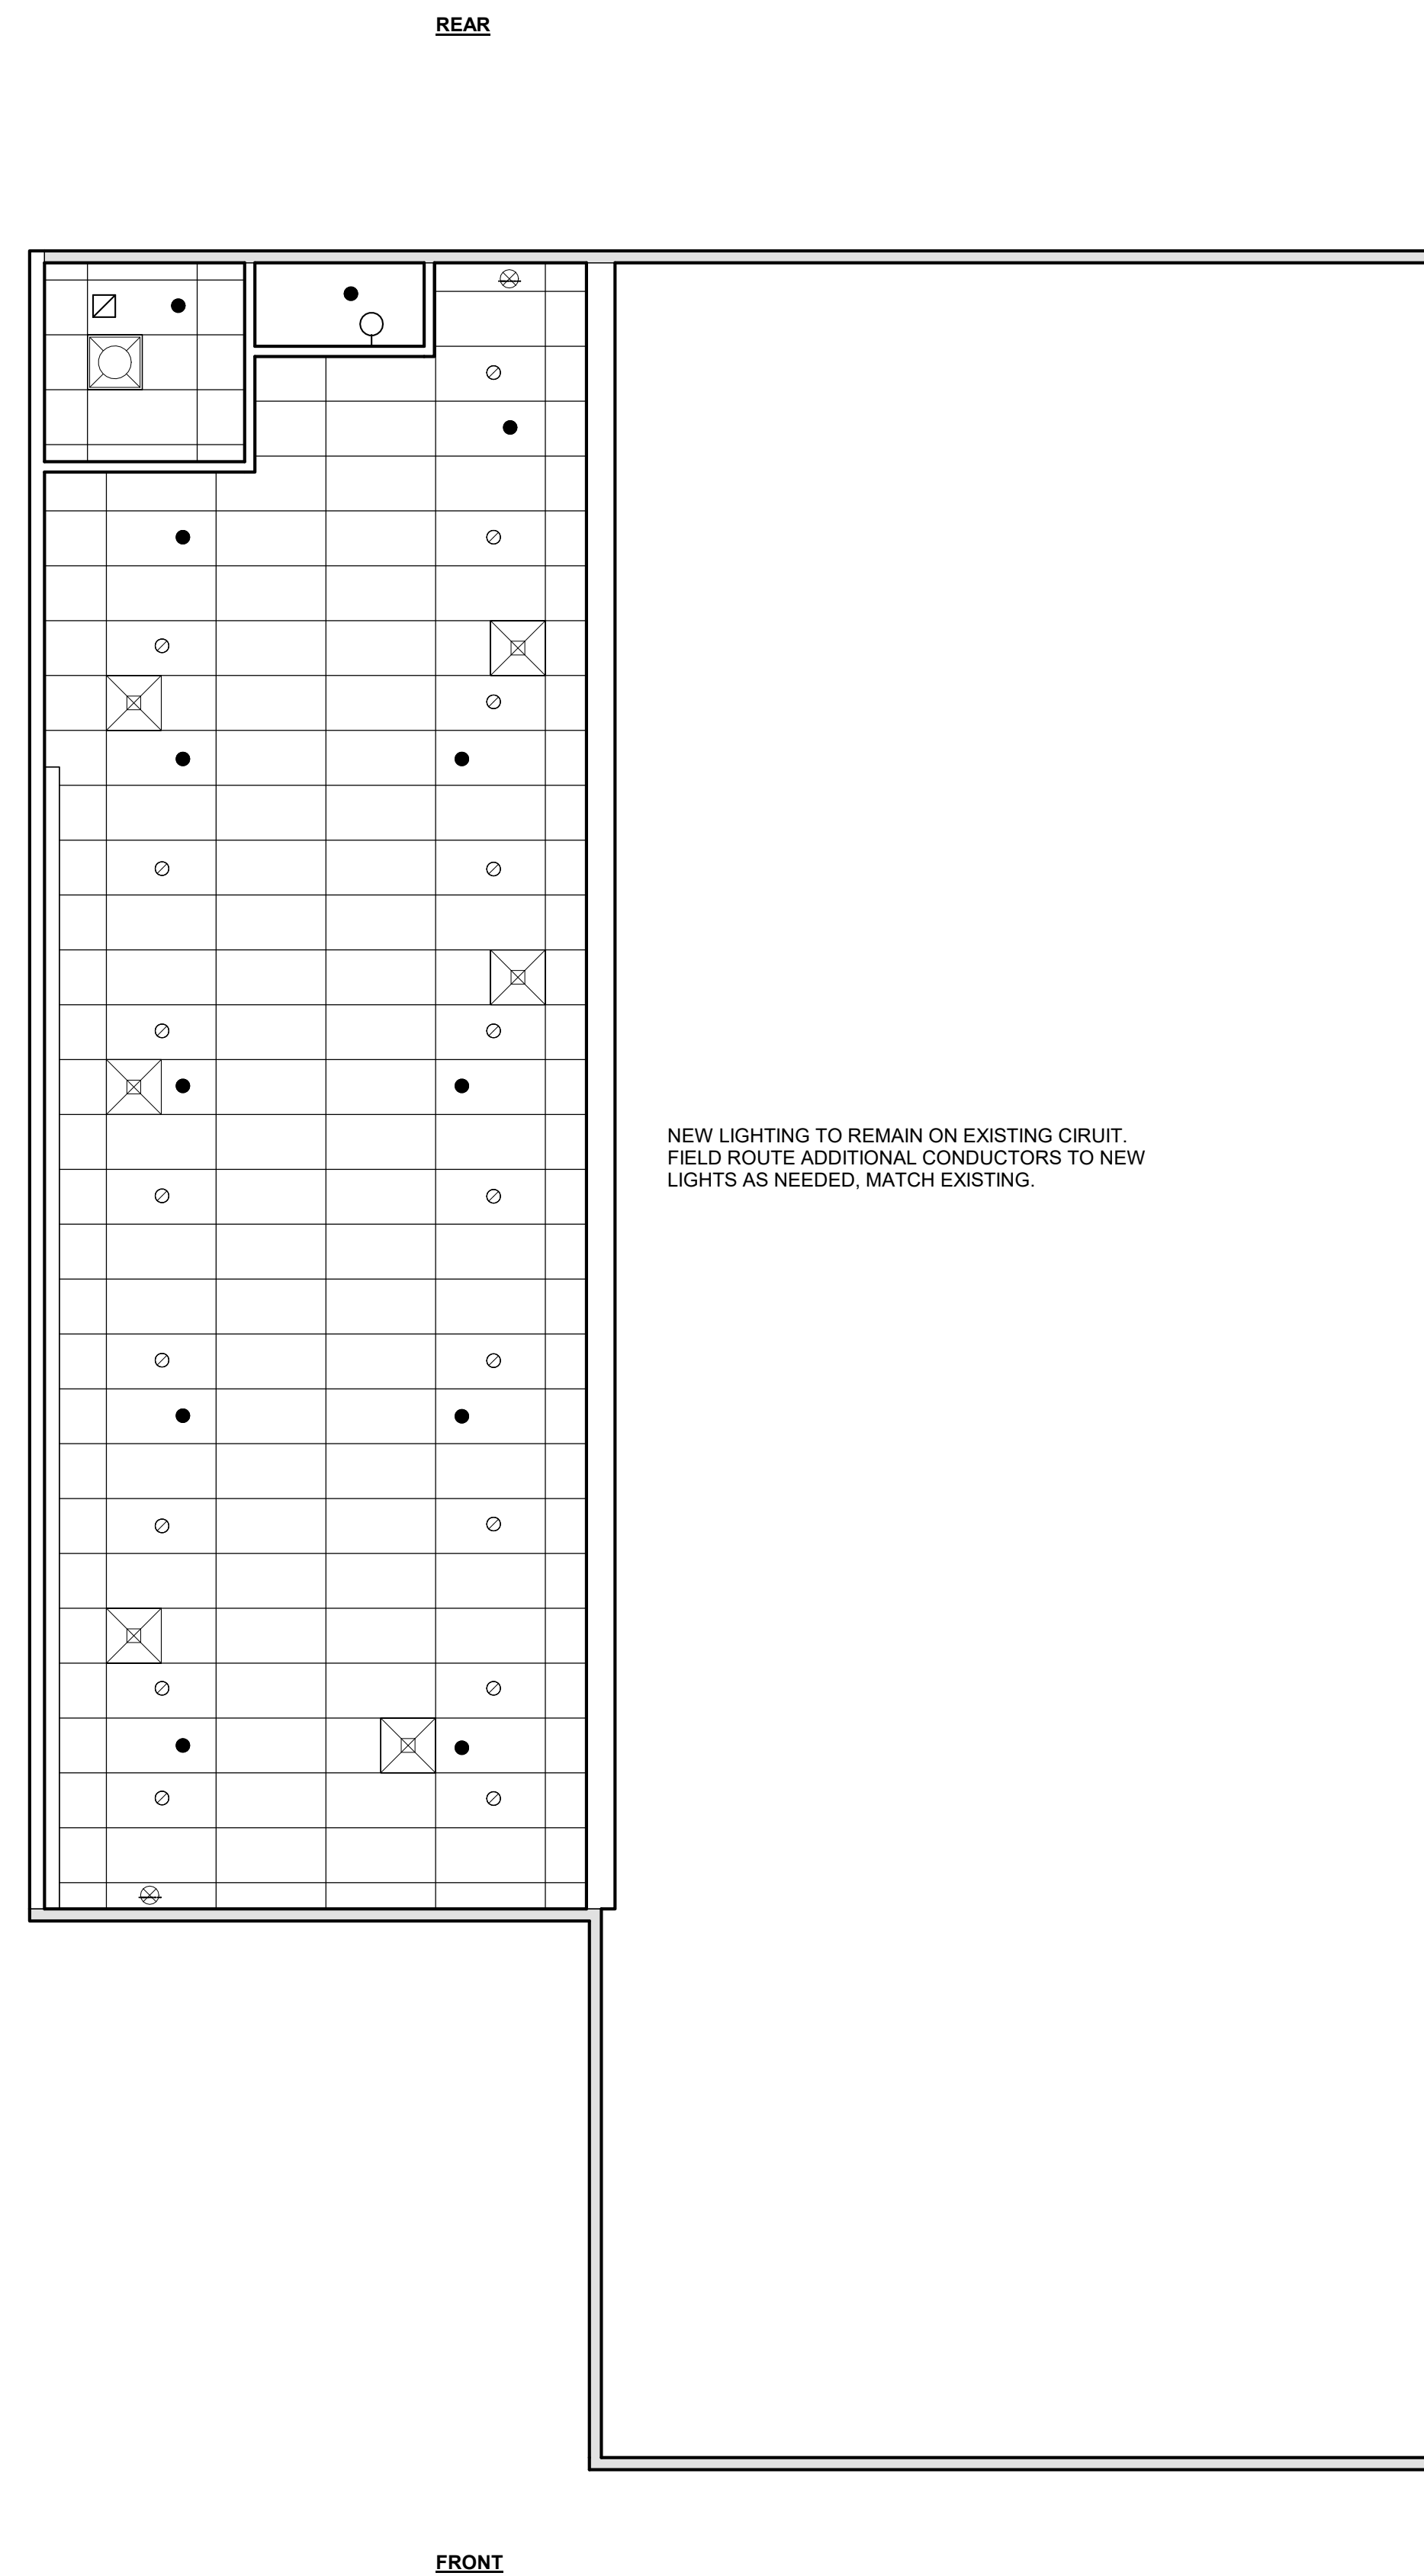 REAR
NEW LIGHTING TO REMAIN ON EXISTING CIRUIT.
FIELD ROUTE ADDITIONAL CONDUCTORS TO NEW
LIGHTS AS NEEDED, MATCH EXISTING.
FRONT